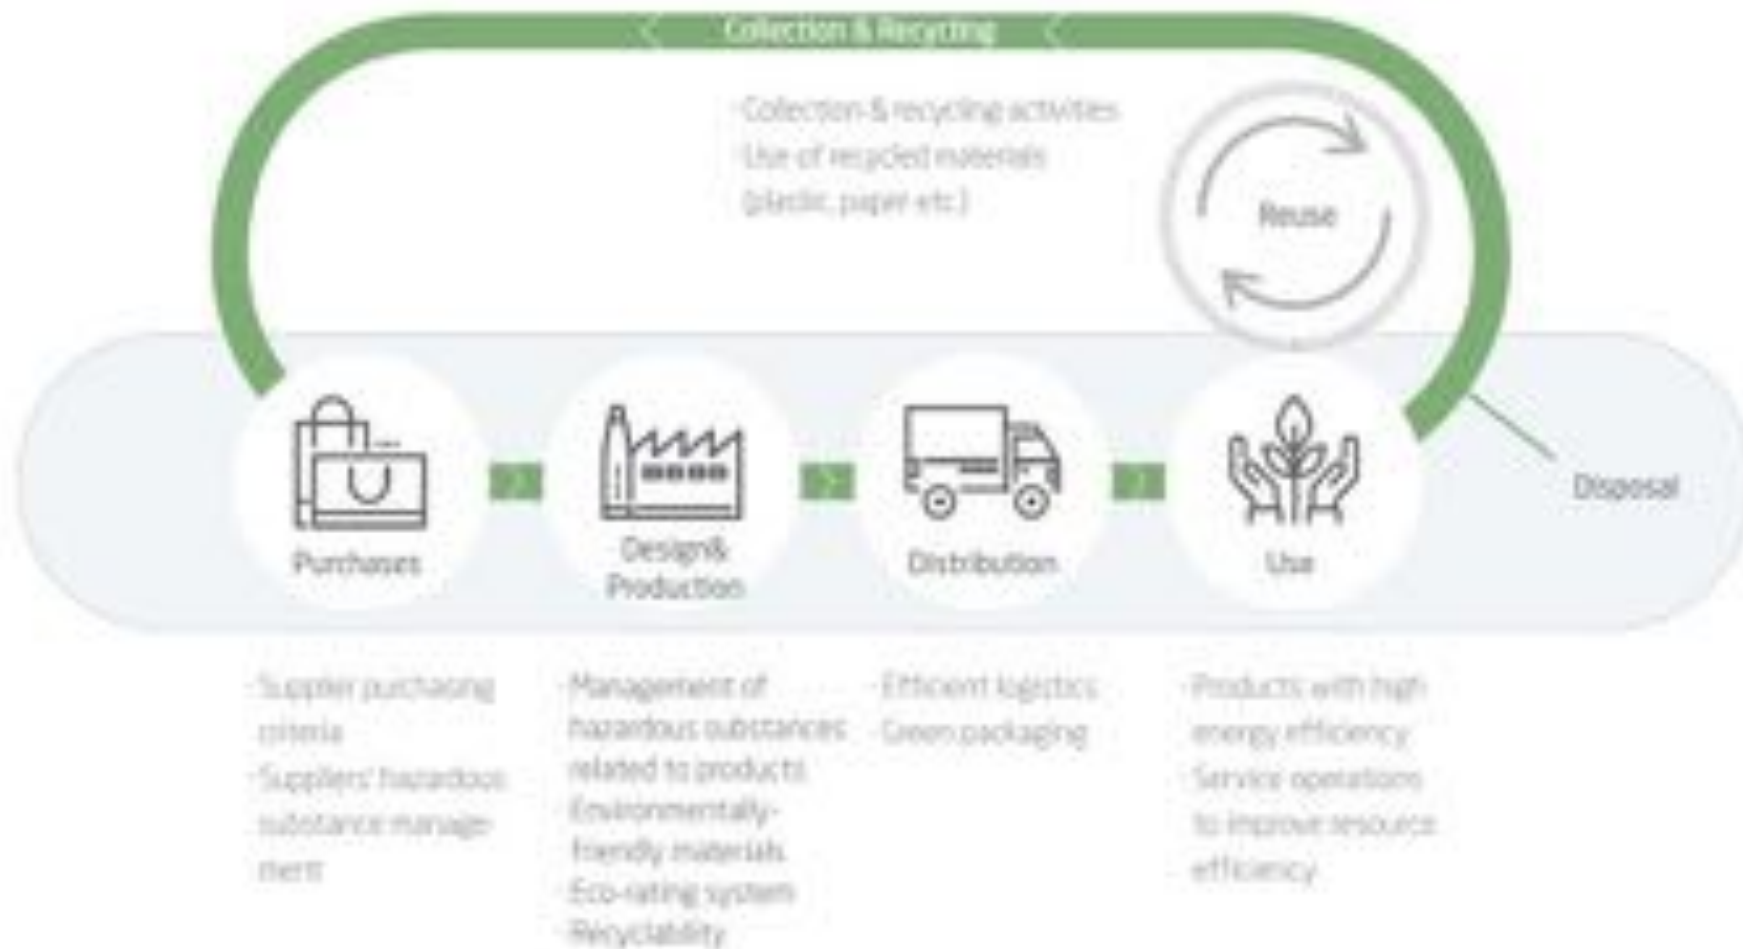 Collection & Recycling
· Collection & recycling activities
· Use of recycled materials
(plastic, paper etc.)
Reuse
Purchases
Design&
Production
Distribution
Use
Disposal
· Supplier purchasing
criteria
· Suppliers' hazardous
substance manage-
ment
· Management of
hazardous substances
related to products
· Environmentally-
friendly materials
· Eco-rating system
· Recyclability
· Efficient logistics
· Green packaging
· Products with high
energy efficiency
· Service operations
to improve resource
efficiency